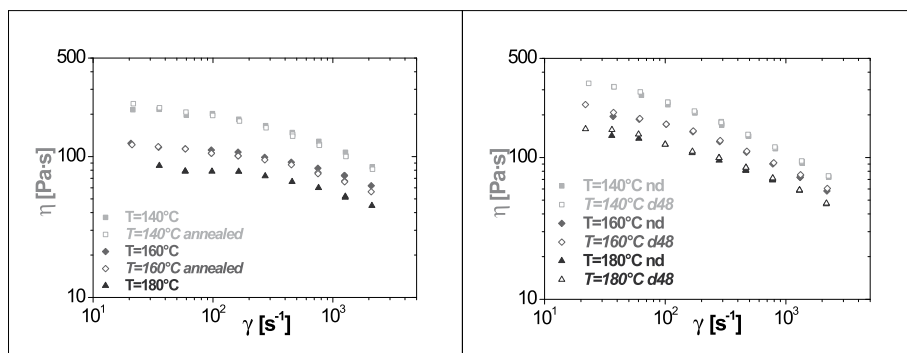 500
100
10
η [Pa·s]
T=140°C
T=140°C annealed
T=160°C
T=160°C annealed
T=180°C
10¹ 10² 10³
γ [s⁻¹]
500
100
10
η [Pa·s]
T=140°C nd
T=140°C d48
T=160°C nd
T=160°C d48
T=180°C nd
T=180°C d48
10¹ 10² 10³
γ [s⁻¹]